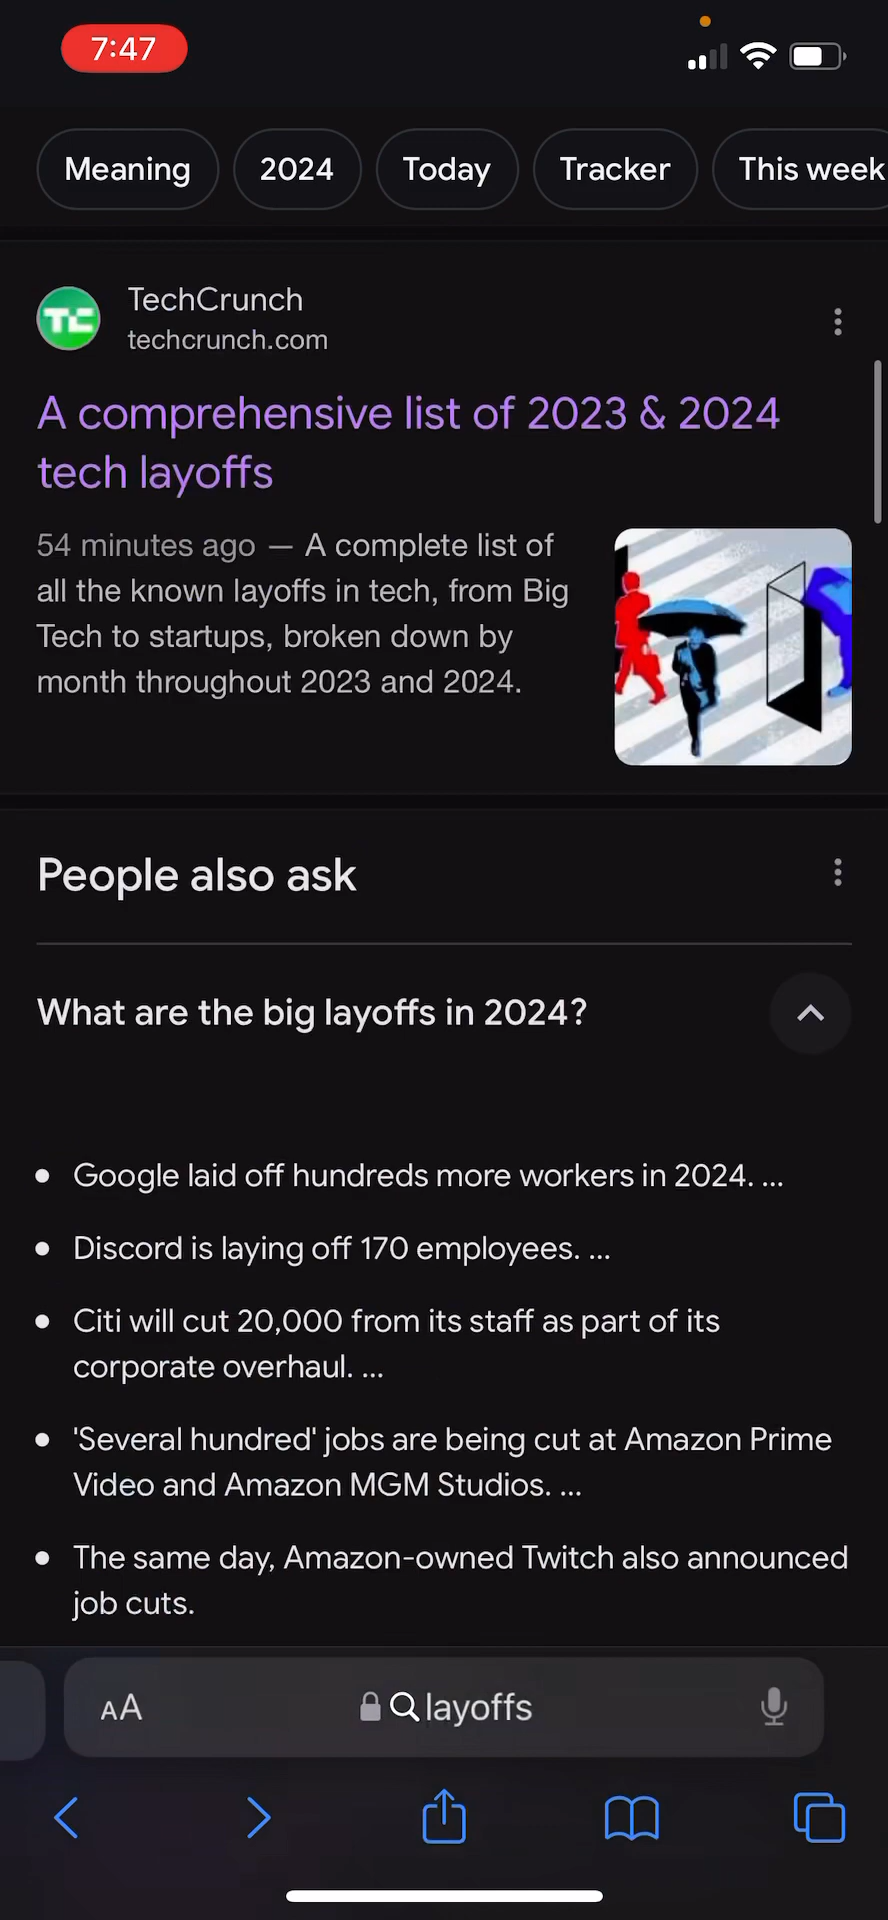 7:47
Meaning
2024
Today
Tracker
This week
TC
TechCrunch
techcrunch.com
A comprehensive list of 2023 & 2024
tech layoffs
54 minutes ago — A complete list of
all the known layoffs in tech, from Big
Tech to startups, broken down by
month throughout 2023 and 2024.
People also ask
What are the big layoffs in 2024?
• Google laid off hundreds more workers in 2024. ...
• Discord is laying off 170 employees. ...
• Citi will cut 20,000 from its staff as part of its
corporate overhaul. ...
• 'Several hundred' jobs are being cut at Amazon Prime
Video and Amazon MGM Studios. ...
• The same day, Amazon-owned Twitch also announced
job cuts.
AA
layoffs